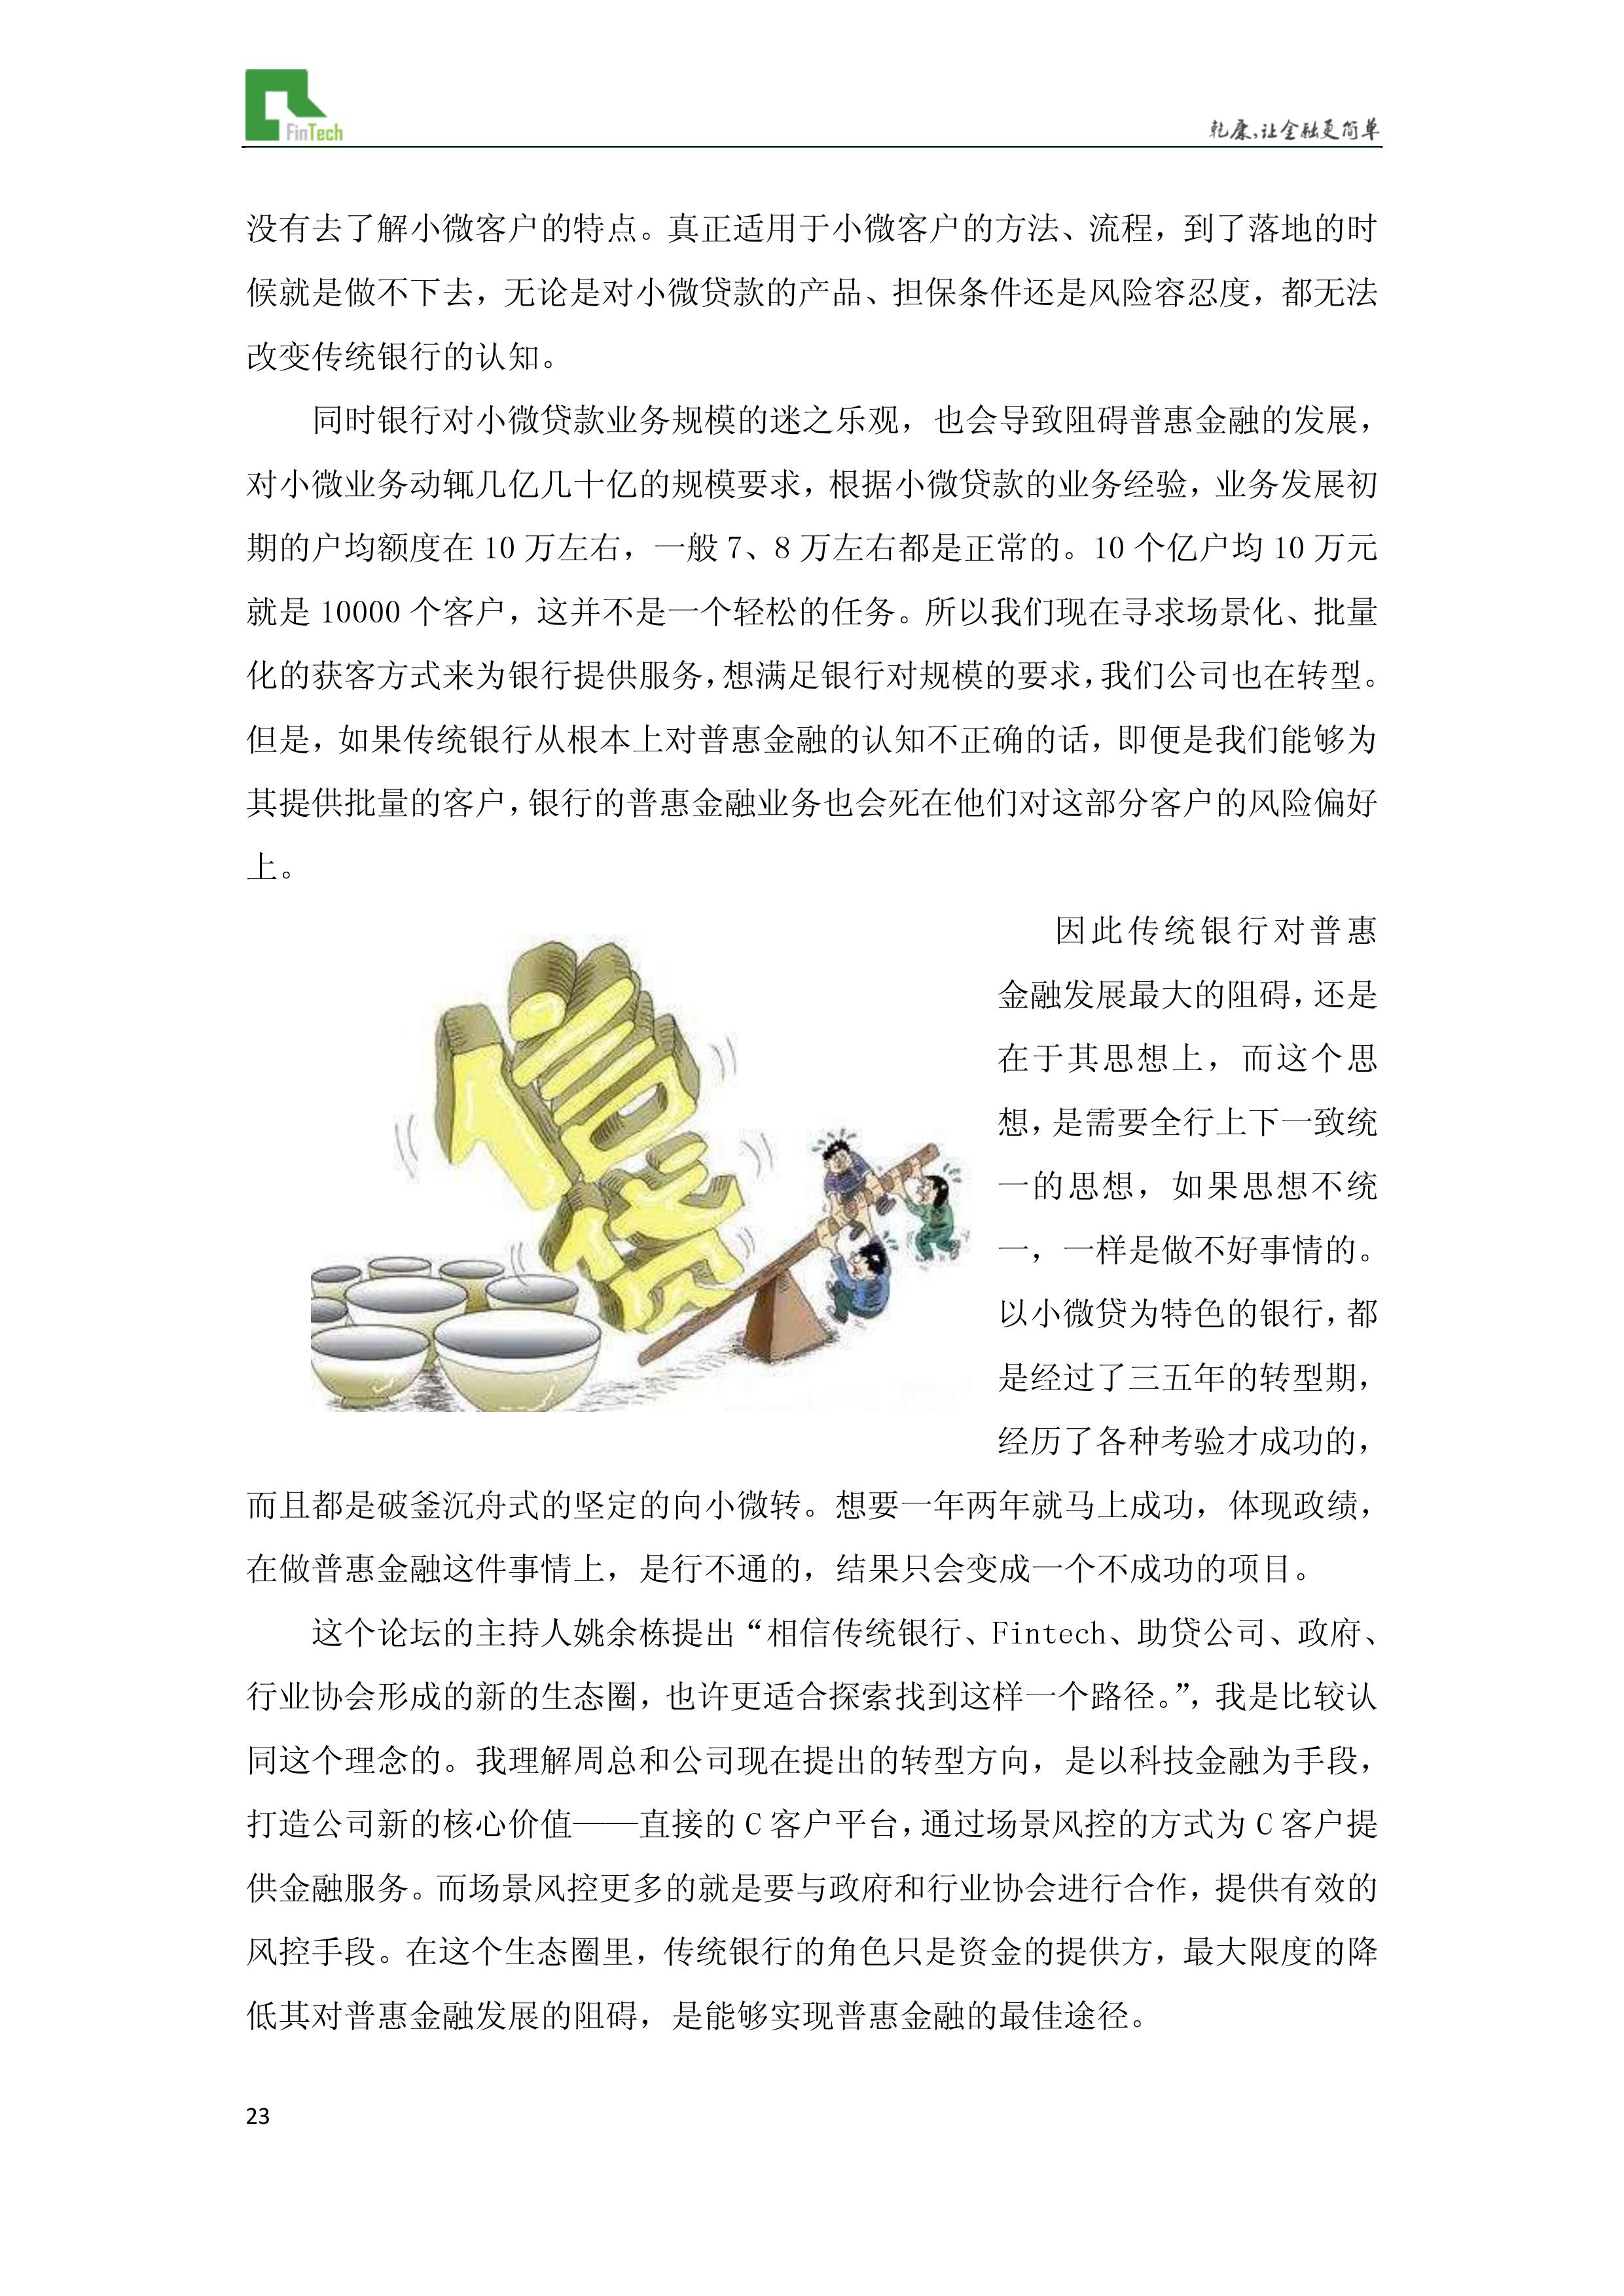 FinTech
乾康,让金融更简单
没有去了解小微客户的特点。真正适用于小微客户的方法、流程，到了落地的时
候就是做不下去，无论是对小微贷款的产品、担保条件还是风险容忍度，都无法
改变传统银行的认知。
同时银行对小微贷款业务规模的迷之乐观，也会导致阻碍普惠金融的发展，
对小微业务动辄几亿几十亿的规模要求，根据小微贷款的业务经验，业务发展初
期的户均额度在 10 万左右，一般 7、8 万左右都是正常的。10 个亿户均 10 万元
就是 10000 个客户，这并不是一个轻松的任务。所以我们现在寻求场景化、批量
化的获客方式来为银行提供服务，想满足银行对规模的要求，我们公司也在转型。
但是，如果传统银行从根本上对普惠金融的认知不正确的话，即便是我们能够为
其提供批量的客户，银行的普惠金融业务也会死在他们对这部分客户的风险偏好
上。
信贷
因此传统银行对普惠
金融发展最大的阻碍，还是
在于其思想上，而这个思
想，是需要全行上下一致统
一的思想，如果思想不统
一，一样是做不好事情的。
以小微贷为特色的银行，都
是经过了三五年的转型期，
经历了各种考验才成功的，
而且都是破釜沉舟式的坚定的向小微转。想要一年两年就马上成功，体现政绩，
在做普惠金融这件事情上，是行不通的，结果只会变成一个不成功的项目。
这个论坛的主持人姚余栋提出“相信传统银行、Fintech、助贷公司、政府、
行业协会形成的新的生态圈，也许更适合探索找到这样一个路径。”，我是比较认
同这个理念的。我理解周总和公司现在提出的转型方向，是以科技金融为手段，
打造公司新的核心价值——直接的 C 客户平台，通过场景风控的方式为 C 客户提
供金融服务。而场景风控更多的就是要与政府和行业协会进行合作，提供有效的
风控手段。在这个生态圈里，传统银行的角色只是资金的提供方，最大限度的降
低其对普惠金融发展的阻碍，是能够实现普惠金融的最佳途径。
23